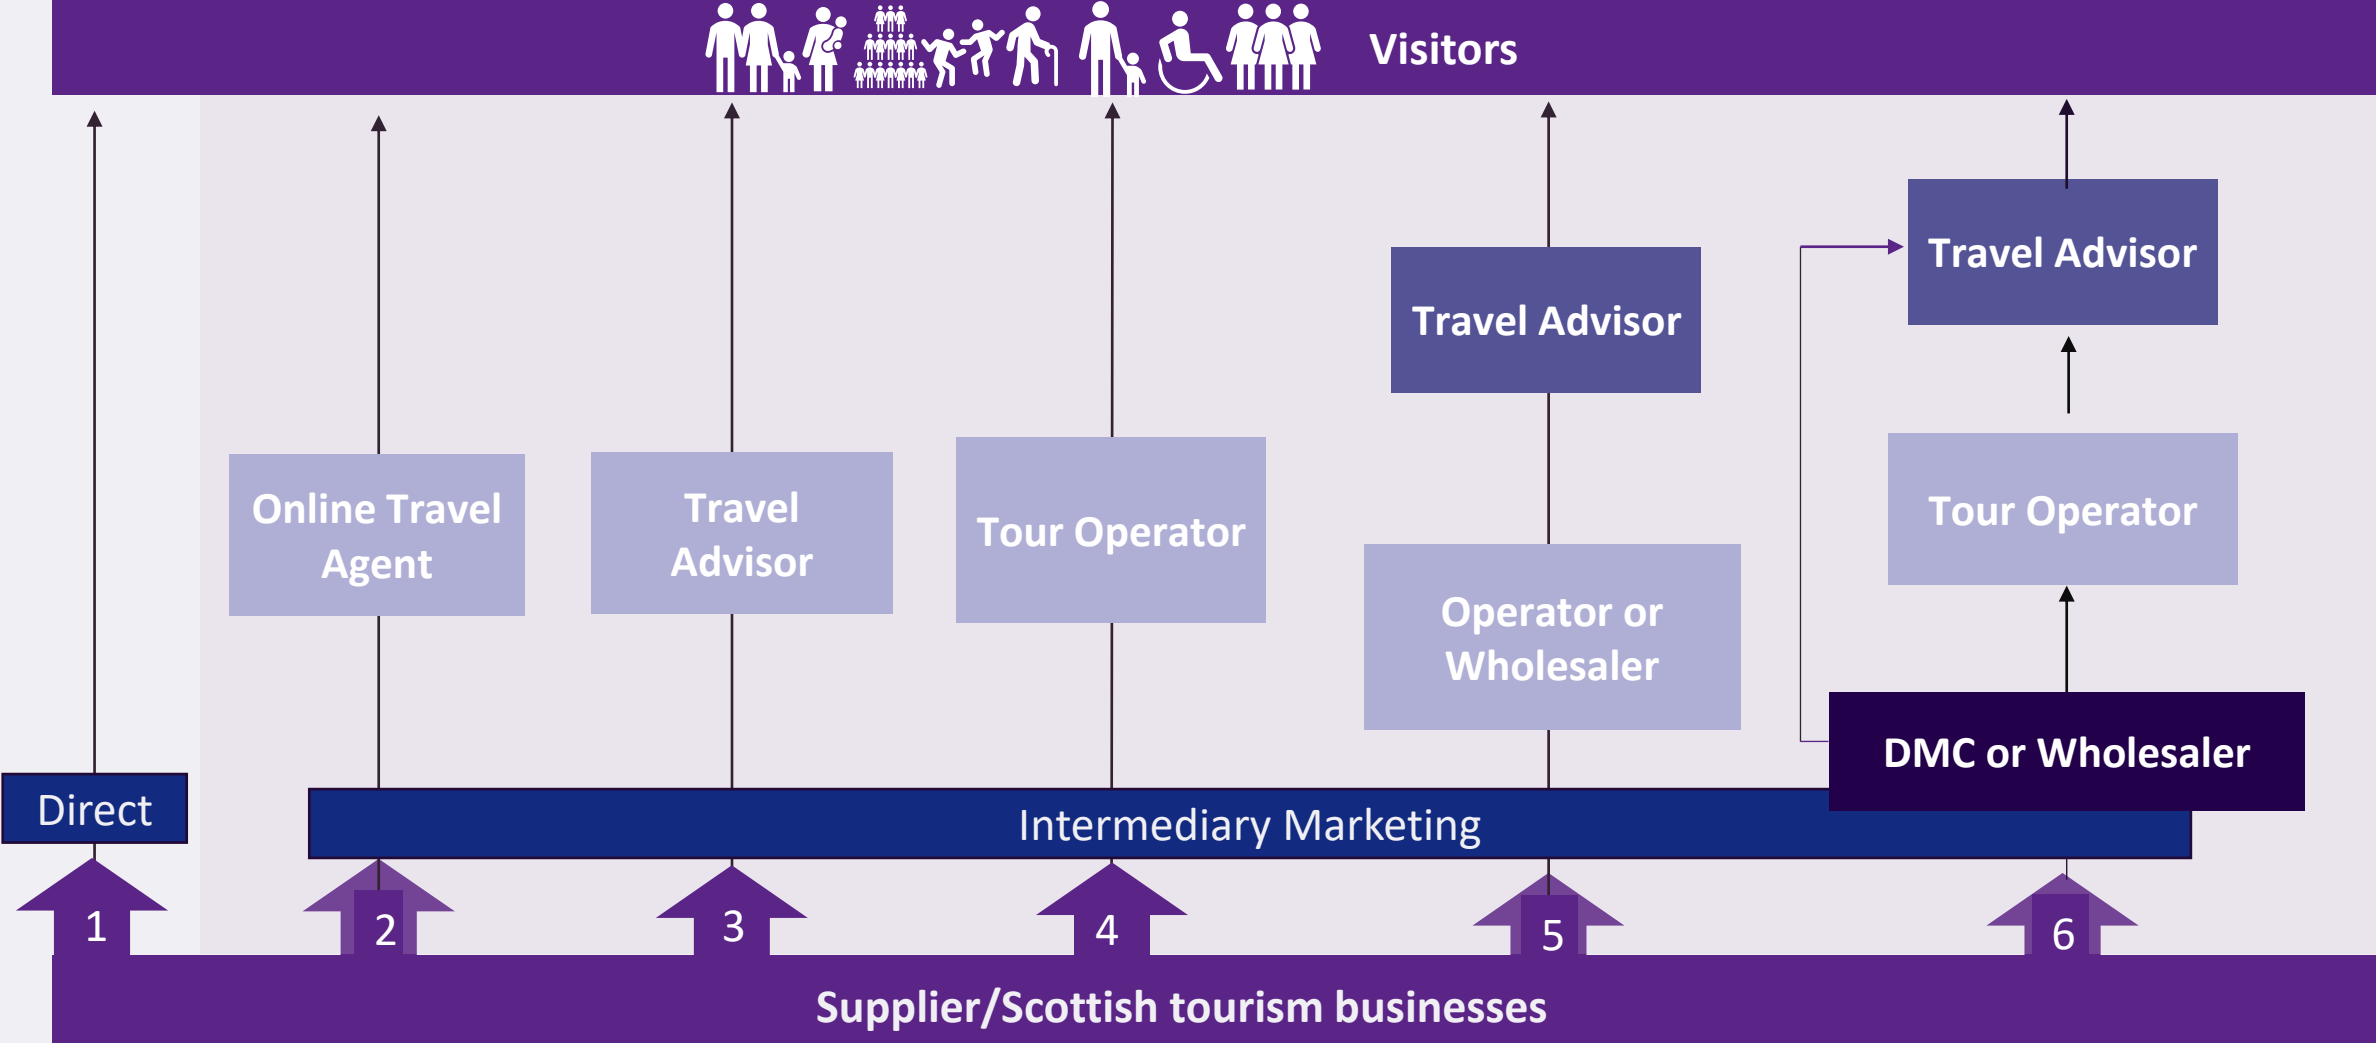 Visitors
Travel Advisor
Travel Advisor
Online Travel
Agent
Travel
Advisor
Tour Operator
Tour Operator
Operator or
Wholesaler
DMC or Wholesaler
Direct
Intermediary Marketing
1
2
3
4
5
6
Supplier/Scottish tourism businesses